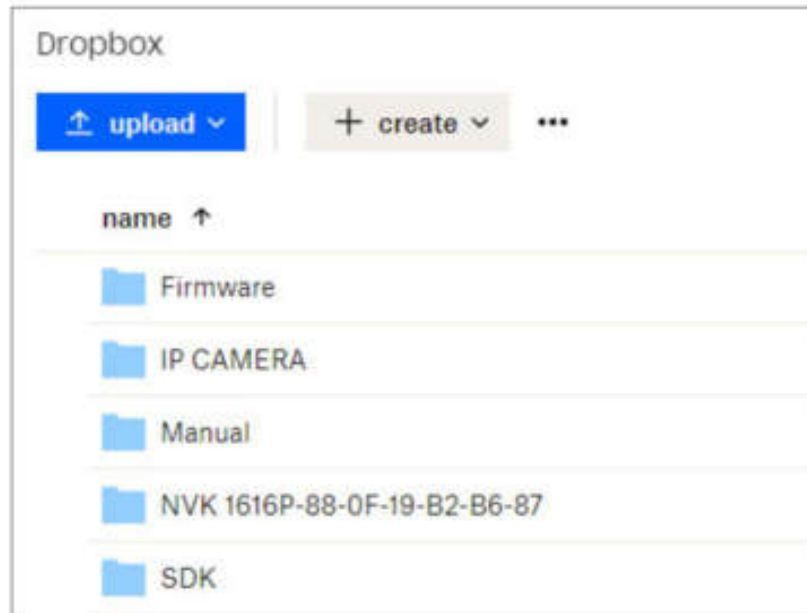 Dropbox
upload
create
name
Firmware
IP CAMERA
Manual
NVK 1616P-88-0F-19-B2-B6-87
SDK